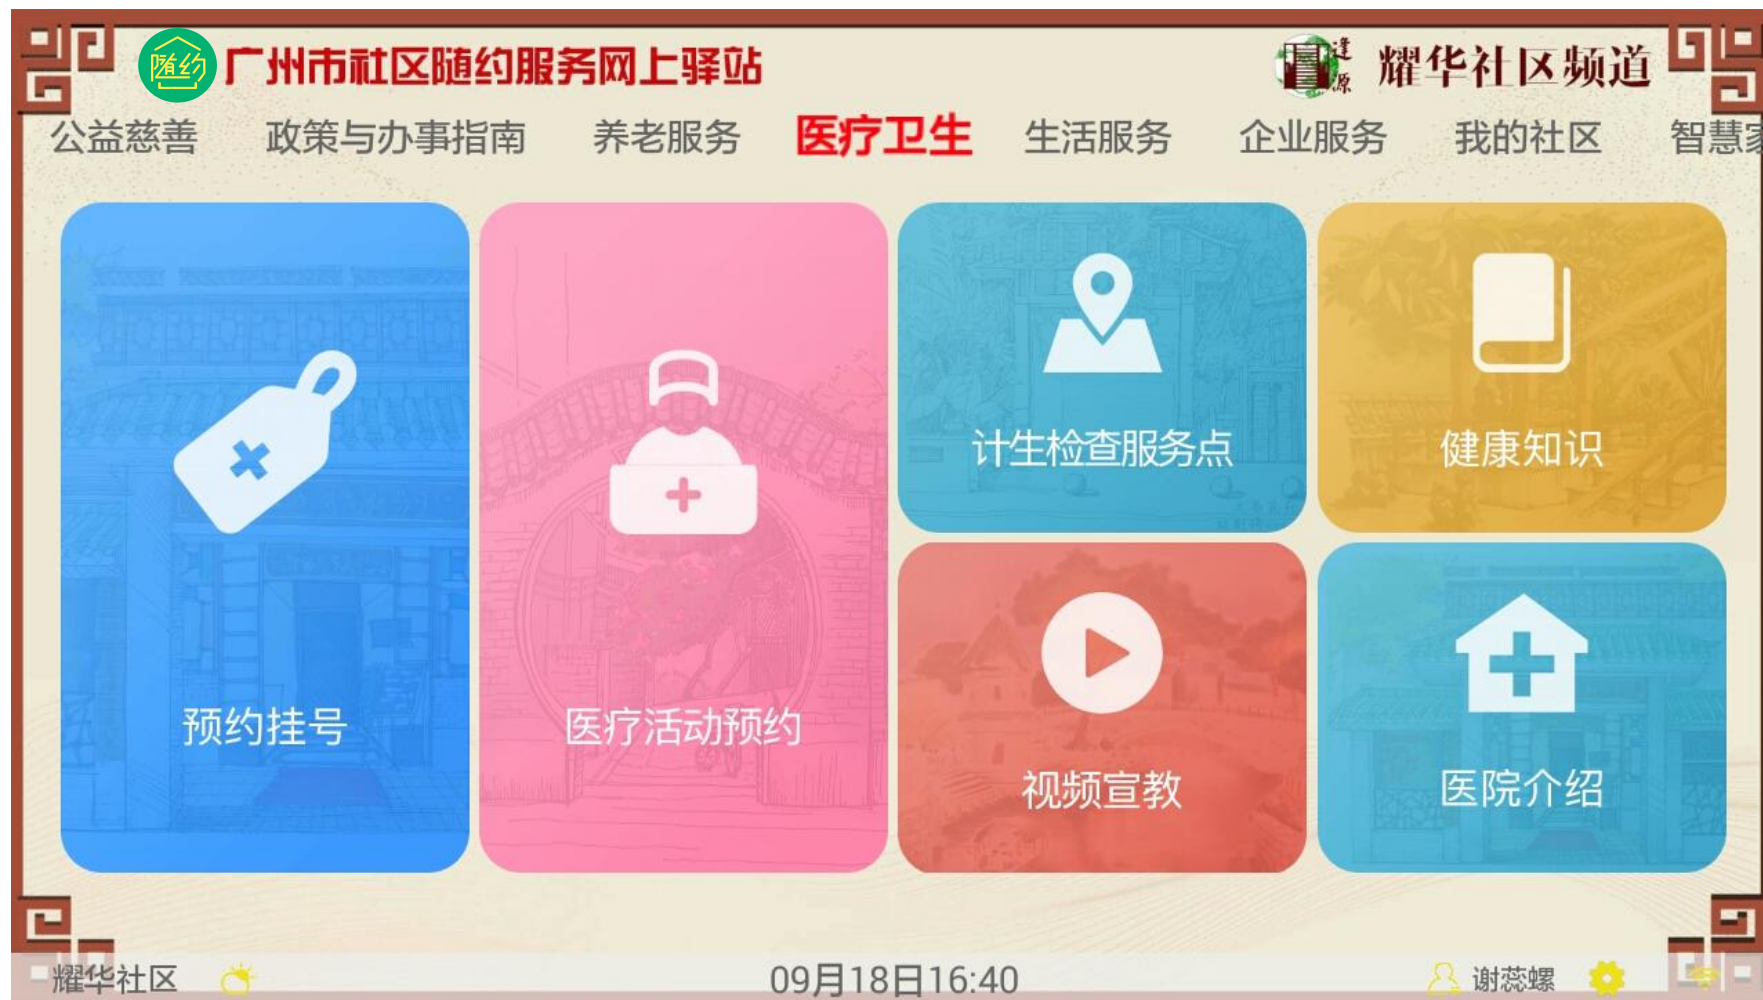 随约
广州市社区随约服务网上驿站
逢源
耀华社区频道
公益慈善 政策与办事指南 养老服务 医疗卫生 生活服务 企业服务 我的社区 智慧家
预约挂号
医疗活动预约
计生检查服务点
健康知识
视频宣教
医院介绍
耀华社区
09月18日16:40
谢蕊螺